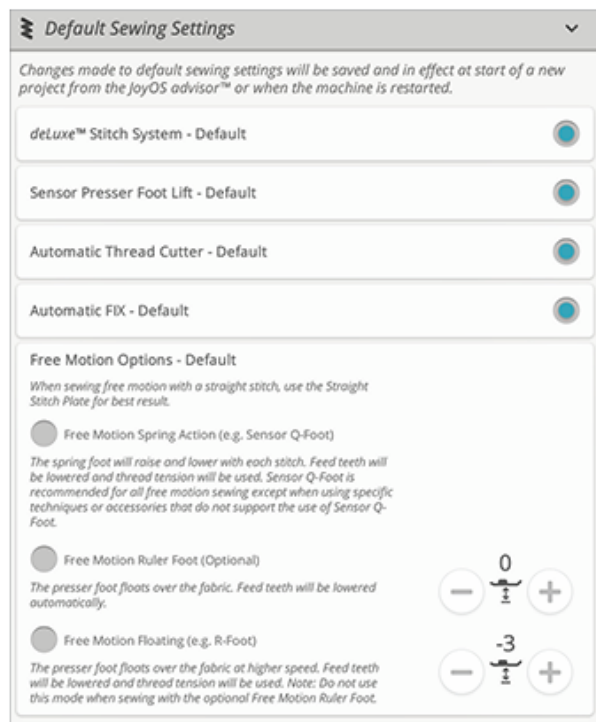 Default Sewing Settings
Changes made to default sewing settings will be saved and in effect at start of a new
project from the JoyOS advisor™ or when the machine is restarted.
deLuxe™ Stitch System - Default
Sensor Presser Foot Lift - Default
Automatic Thread Cutter - Default
Automatic FIX - Default
Free Motion Options - Default
When sewing free motion with a straight stitch, use the Straight
Stitch Plate for best result.
Free Motion Spring Action (e.g. Sensor Q-Foot)
The spring foot will raise and lower with each stitch. Feed teeth will
be lowered and thread tension will be used. Sensor Q-Foot is
recommended for all free motion sewing except when using specific
techniques or accessories that do not support the use of Sensor Q-
Foot.
Free Motion Ruler Foot (Optional)
0
The presser foot floats over the fabric. Feed teeth will be lowered
automatically.
Free Motion Floating (e.g. R-Foot)
-3
The presser foot floats over the fabric at higher speed. Feed teeth
will be lowered and thread tension will be used. Note: Do not use
this mode when sewing with the optional Free Motion Ruler Foot.